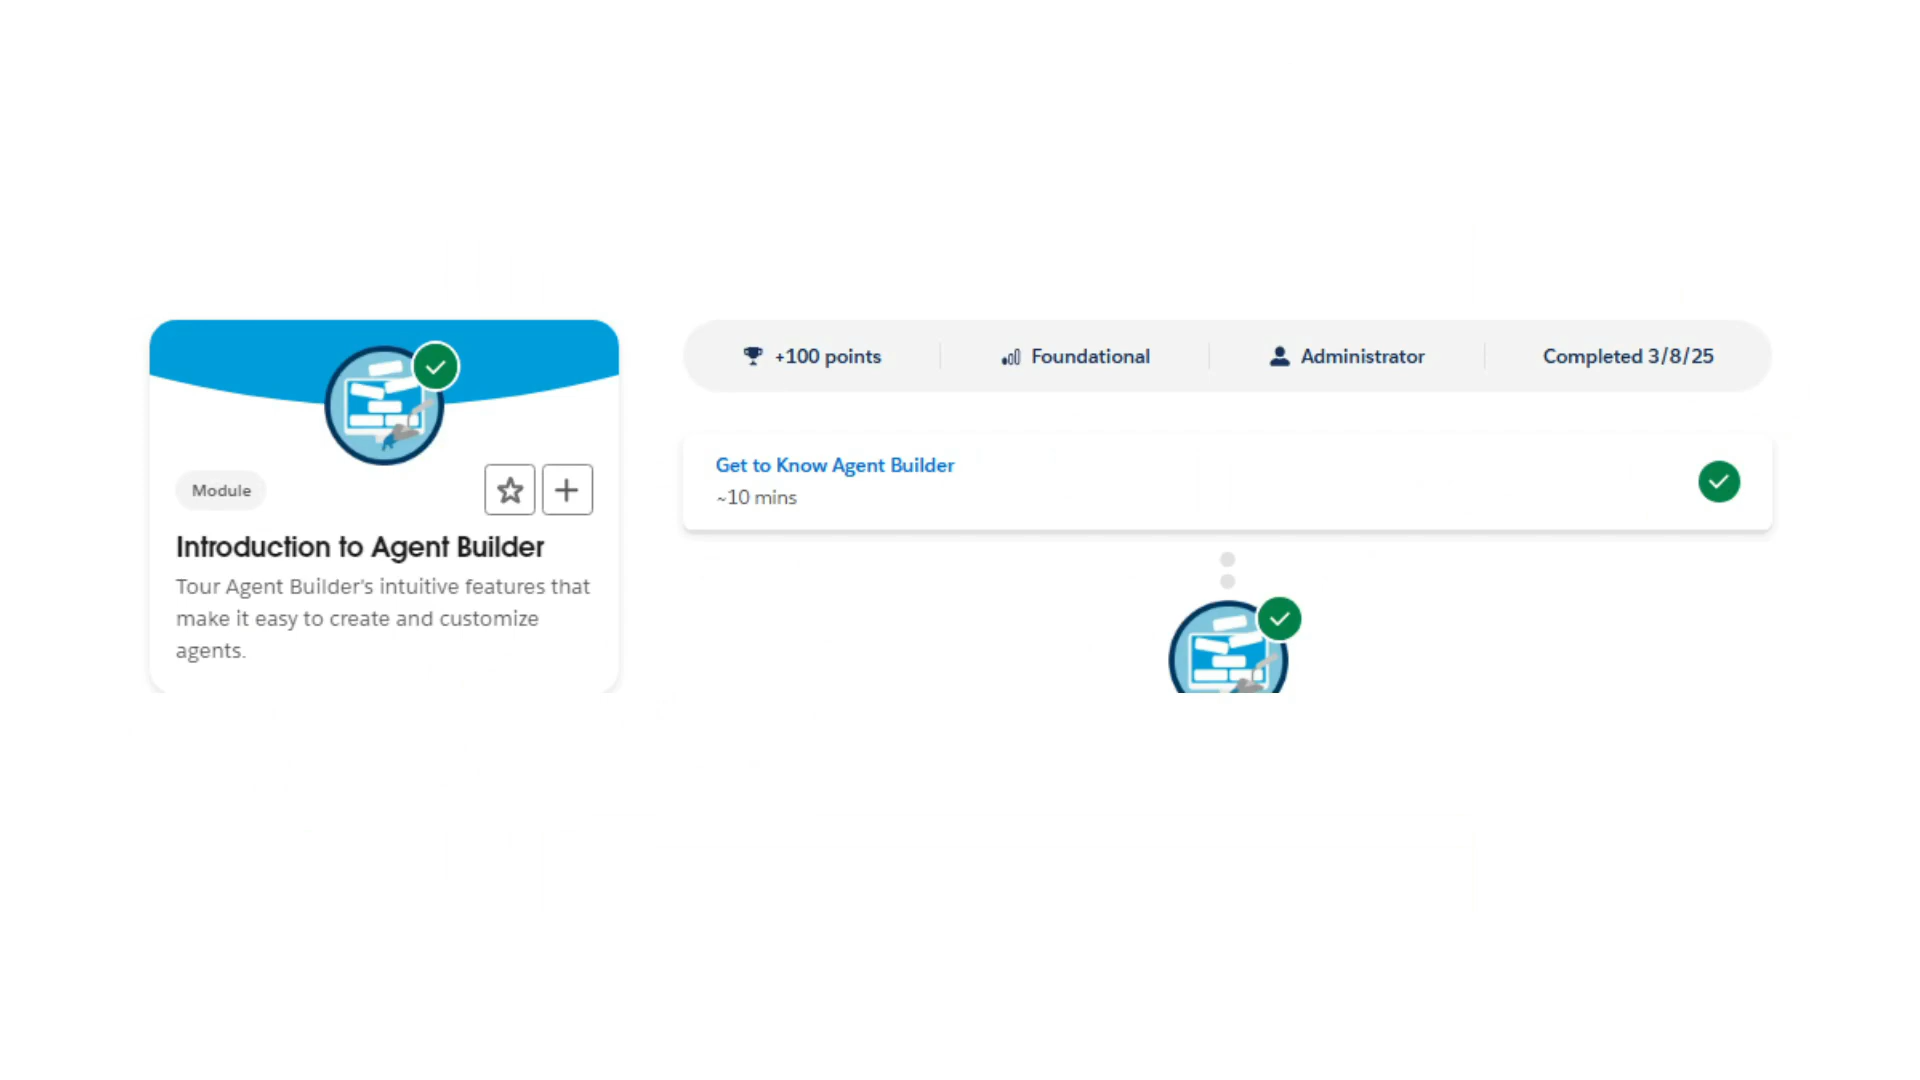 Module
Introduction to Agent Builder
Tour Agent Builder's intuitive features that
make it easy to create and customize
agents.
+100 points
Foundational
Administrator
Completed 3/8/25
Get to Know Agent Builder
~10 mins